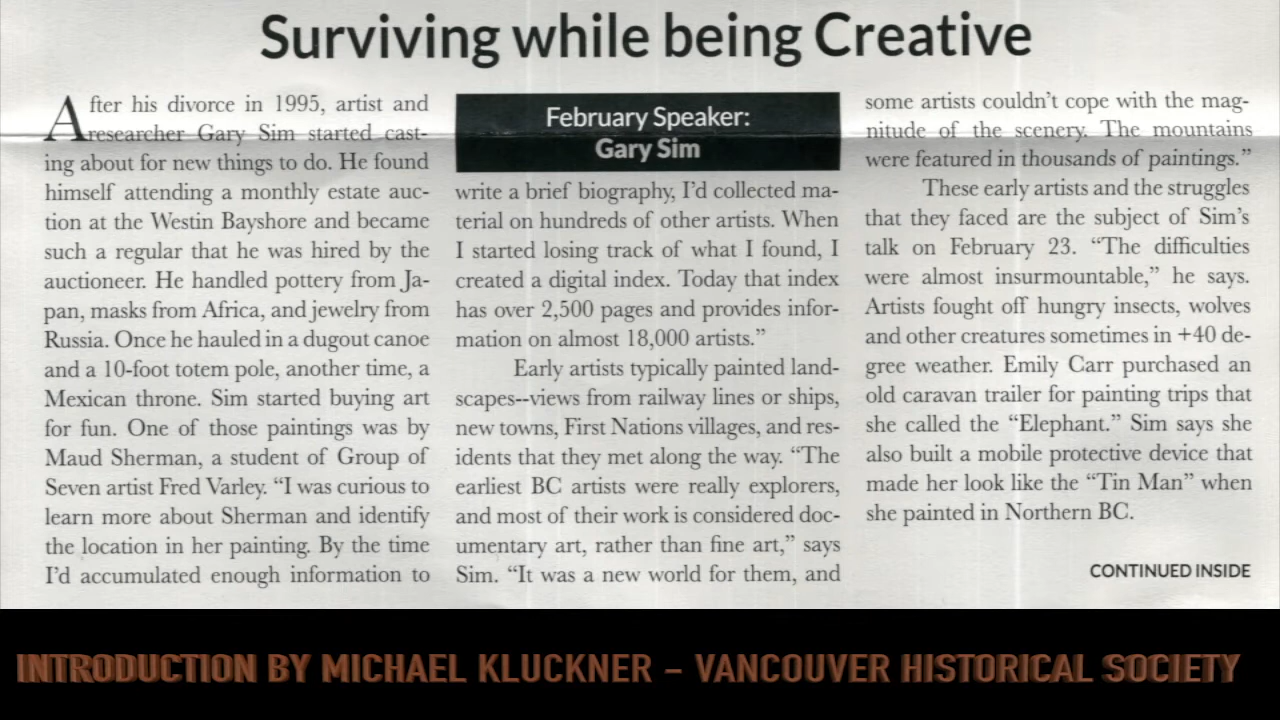 Surviving while being Creative
After his divorce in 1995, artist and
researcher Gary Sim started cast-
ing about for new things to do. He found
himself attending a monthly estate auc-
tion at the Westin Bayshore and became
such a regular that he was hired by the
auctioneer. He handled pottery from Ja-
pan, masks from Africa, and jewelry from
Russia. Once he hauled in a dugout canoe
and a 10-foot totem pole, another time, a
Mexican throne. Sim started buying art
for fun. One of those paintings was by
Maud Sherman, a student of Group of
Seven artist Fred Varley. “I was curious to
learn more about Sherman and identify
the location in her painting. By the time
I’d accumulated enough information to
February Speaker:
Gary Sim
write a brief biography, I’d collected ma-
terial on hundreds of other artists. When
I started losing track of what I found, I
created a digital index. Today that index
has over 2,500 pages and provides infor-
mation on almost 18,000 artists.”
Early artists typically painted land-
scapes--views from railway lines or ships,
new towns, First Nations villages, and res-
idents that they met along the way. “The
earliest BC artists were really explorers,
and most of their work is considered doc-
umentary art, rather than fine art,” says
Sim. “It was a new world for them, and
some artists couldn’t cope with the mag-
nitude of the scenery. The mountains
were featured in thousands of paintings.”
These early artists and the struggles
that they faced are the subject of Sim’s
talk on February 23. “The difficulties
were almost insurmountable,” he says.
Artists fought off hungry insects, wolves
and other creatures sometimes in +40 de-
gree weather. Emily Carr purchased an
old caravan trailer for painting trips that
she called the “Elephant.” Sim says she
also built a mobile protective device that
made her look like the “Tin Man” when
she painted in Northern BC.
CONTINUED INSIDE
INTRODUCTION BY MICHAEL KLUCKNER – VANCOUVER HISTORICAL SOCIETY